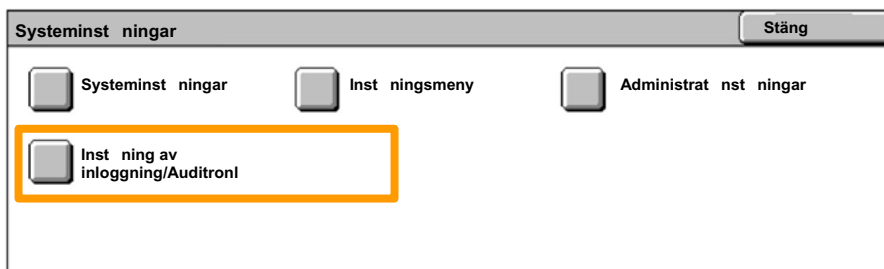 Systeminst ningar
Stäng
Systeminst ningar
Inst ningsmeny
Administrat nst ningar
Inst ning av
inloggning/Auditronl